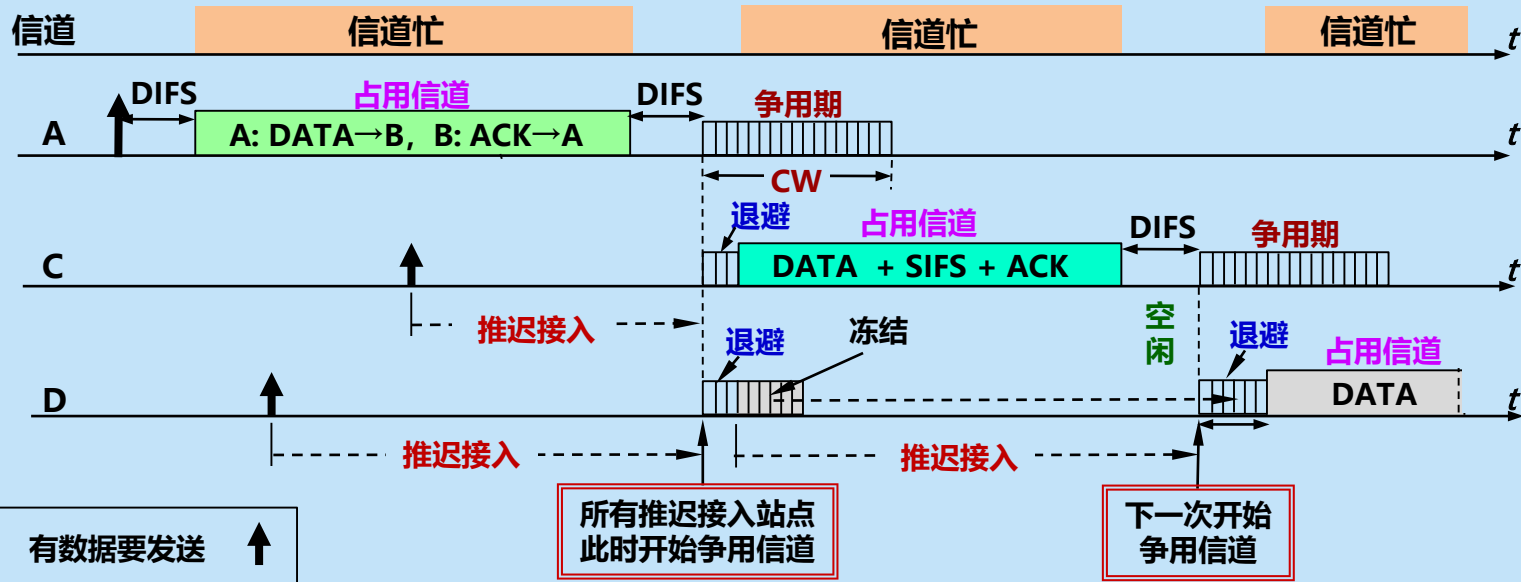 信道 信道忙 信道忙 信道忙 t
DIFS 占用信道 DIFS 争用期
A A: DATA→B, B: ACK→A t
CW
退避 占用信道 DIFS 争用期
C DATA + SIFS + ACK t
推迟接入 空闲
退避 冻结 退避 占用信道
D DATA t
推迟接入 推迟接入
所有推迟接入站点
此时开始争用信道
下一次开始
争用信道
有数据要发送